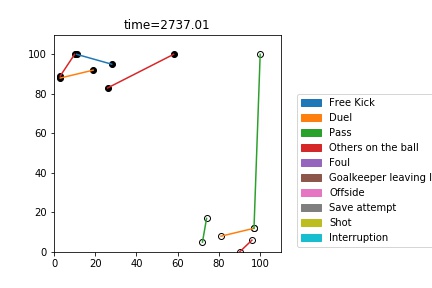 time=2737.01
100
80
60
40
20
0
0 20 40 60 80 100
Free Kick
Duel
Pass
Others on the ball
Foul
Goalkeeper leaving l
Offside
Save attempt
Shot
Interruption